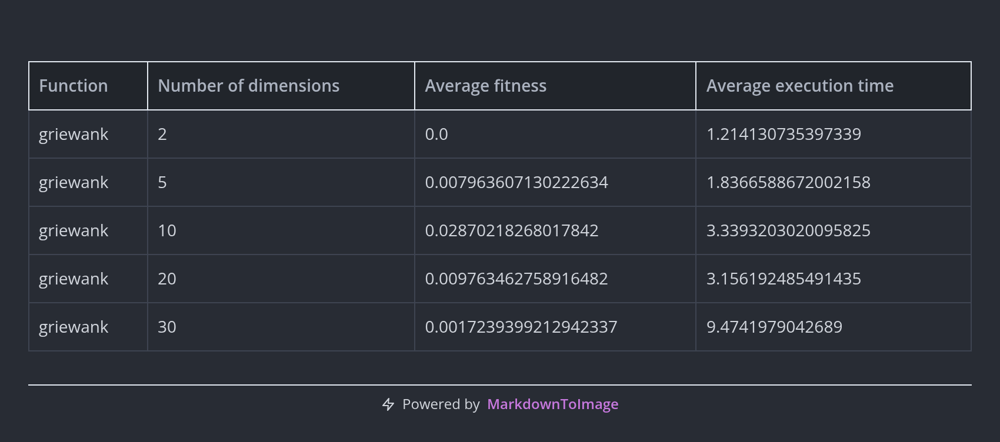 Function Number of dimensions Average fitness Average execution time
griewank 2 0.0 1.214130735397339
griewank 5 0.007963607130222634 1.8366588672002158
griewank 10 0.02870218268017842 3.3393203020095825
griewank 20 0.009763462758916482 3.156192485491435
griewank 30 0.0017239399212942337 9.4741979042689
Powered by MarkdownToImage